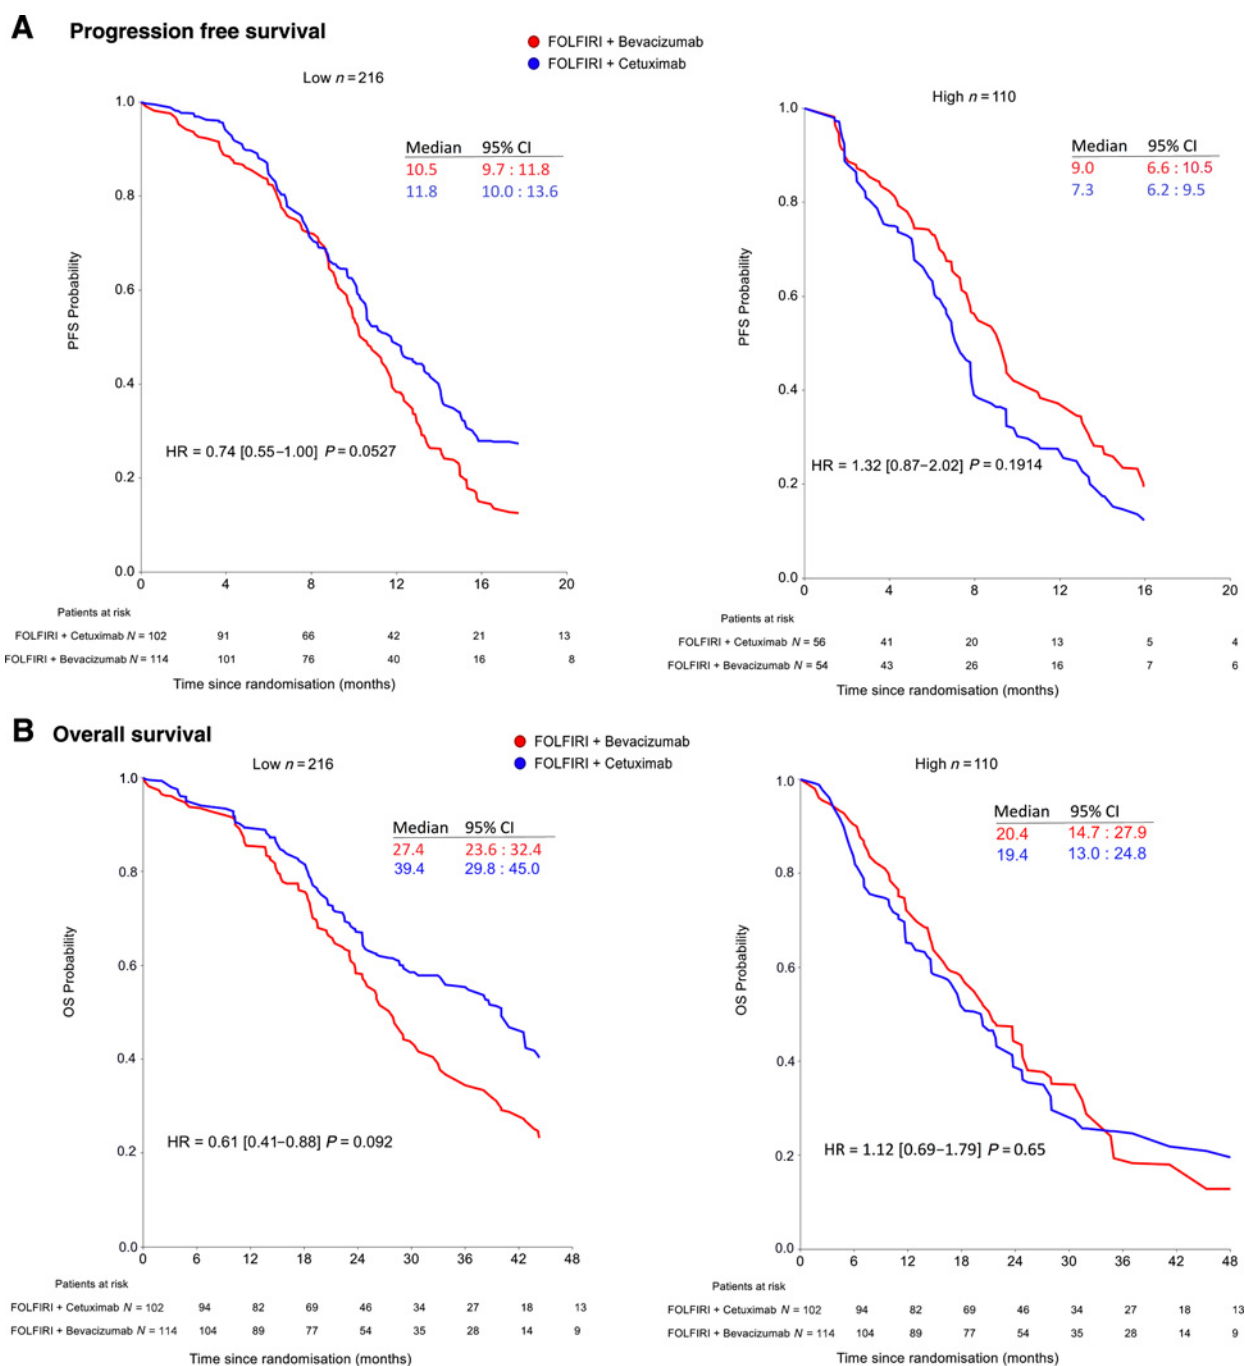 A Progression free survival
FOLFIRI + Bevacizumab
FOLFIRI + Cetuximab
Low n = 216
Median 95% CI
10.5 9.7 : 11.8
11.8 10.0 : 13.6
PFS Probability
1.0
0.8
0.6
0.4
0.2
0.0
HR = 0.74 [0.55–1.00] P = 0.0527
0 4 8 12 16 20
Patients at risk
FOLFIRI + Cetuximab N = 102 91 66 42 21 13
FOLFIRI + Bevacizumab N = 114 101 76 40 16 8
Time since randomisation (months)
High n = 110
Median 95% CI
9.0 6.6 : 10.5
7.3 6.2 : 9.5
PFS Probability
1.0
0.8
0.6
0.4
0.2
0.0
HR = 1.32 [0.87–2.02] P = 0.1914
0 4 8 12 16 20
Patients at risk
FOLFIRI + Cetuximab N = 56 41 20 13 5 4
FOLFIRI + Bevacizumab N = 54 43 26 16 7 6
Time since randomisation (months)
B Overall survival
FOLFIRI + Bevacizumab
FOLFIRI + Cetuximab
Low n = 216
Median 95% CI
27.4 23.6 : 32.4
39.4 29.8 : 45.0
OS Probability
1.0
0.8
0.6
0.4
0.2
0.0
HR = 0.61 [0.41–0.88] P = 0.092
0 6 12 18 24 30 36 42 48
Patients at risk
FOLFIRI + Cetuximab N = 102 94 82 69 46 34 27 18 13
FOLFIRI + Bevacizumab N = 114 104 89 77 54 35 28 14 9
Time since randomisation (months)
High n = 110
Median 95% CI
20.4 14.7 : 27.9
19.4 13.0 : 24.8
OS Probability
1.0
0.8
0.6
0.4
0.2
0.0
HR = 1.12 [0.69–1.79] P = 0.65
0 6 12 18 24 30 36 42 48
Patients at risk
FOLFIRI + Cetuximab N = 102 94 82 69 46 34 27 18 13
FOLFIRI + Bevacizumab N = 114 104 89 77 54 35 28 14 9
Time since randomisation (months)